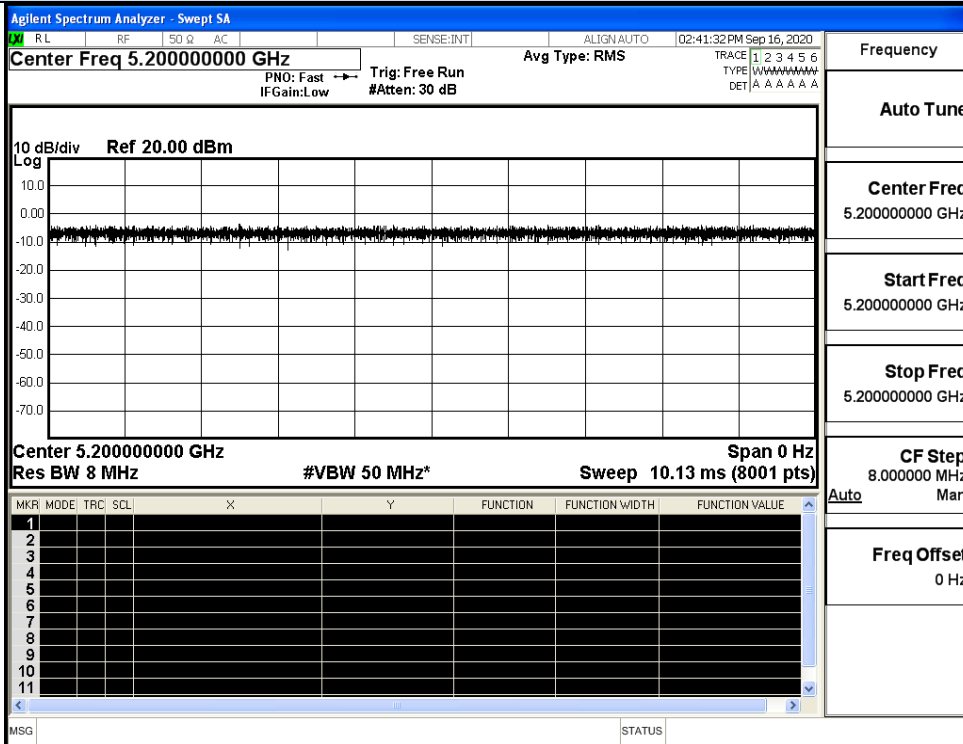 Agilent Spectrum Analyzer - Swept SA
LXI RL RF 50 Ω AC SENSE:INT ALIGN AUTO 02:41:32 PM Sep 16, 2020
Center Freq 5.200000000 GHz Avg Type: RMS TRACE 1 2 3 4 5 6
PNO: Fast Trig: Free Run TYPE WWWWWW
IFGain:Low #Atten: 30 dB DET A A A A A A
10 dB/div Ref 20.00 dBm
Log
10.0
0.00
-10.0
-20.0
-30.0
-40.0
-50.0
-60.0
-70.0
Center 5.200000000 GHz Span 0 Hz
Res BW 8 MHz #VBW 50 MHz* Sweep 10.13 ms (8001 pts)
MKR MODE TRC SCL X Y FUNCTION FUNCTION WIDTH FUNCTION VALUE
1
2
3
4
5
6
7
8
9
10
11
MSG STATUS
Frequency
Auto Tune
Center Freq
5.200000000 GHz
Start Freq
5.200000000 GHz
Stop Freq
5.200000000 GHz
CF Step
8.000000 MHz
Auto Man
Freq Offset
0 Hz